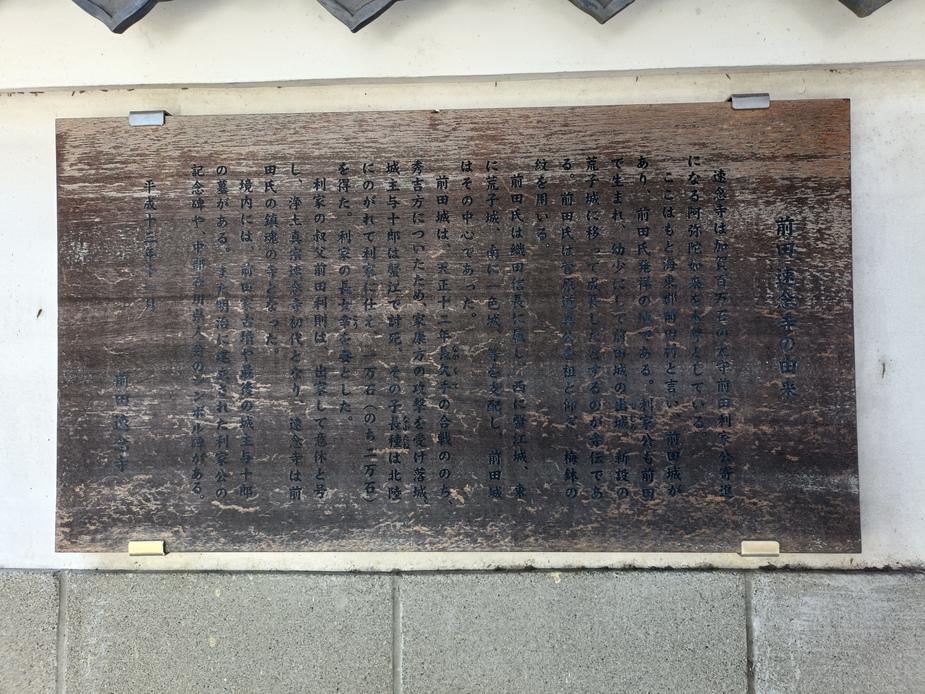 前田速念寺の由来
速念寺は加賀百万石の太守前田利家公寄進
になる阿弥陀如来を本尊としている。
ここはもと海東郡前田村と言い、前田城が
あり、前田氏発祥の地である。利家公も前田
で生まれ、幼少にして前田城の出城、新設の
荒子城に移って成長したとするのが寺伝であ
る。前田氏は菅原道真公を祖と仰ぎ、梅鉢の
紋を用いる。
前田氏は織田信長に属し、西に蟹江城、東
に荒子城、南に一色城、等を支配し、前田城
はその中心であった。
前田城は、天正十二年長久手の合戦ののち、
秀吉方についたため、家康方の攻撃を受け落城、
城主与十郎は蟹江で討死、その子長種は北陸
にのがれて利家に仕え、一万石(のち二万石)
を得た。利家の長女幸を妻とした。
利家の叔父前田利則は、出家して意休と号
し、浄土真宗速念寺初代となり、速念寺は前
田氏の鎮魂の寺となった。
境内には、前田家古墳や最後の城主与十郎
の墓がある。また明治に建立された利家公の
記念碑や、中部石川県人会のシンボル碑がある。
平成十二年十二月
前田速念寺